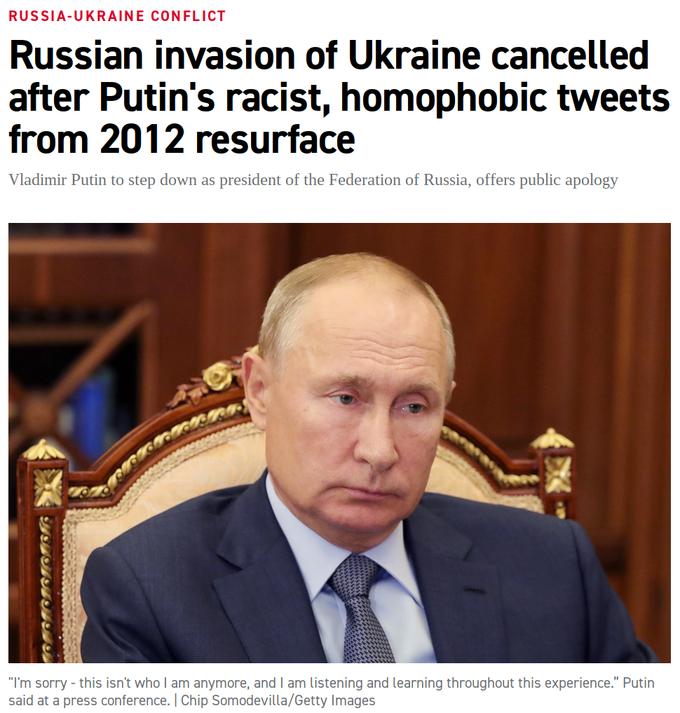 RUSSIA-UKRAINE CONFLICT
Russian invasion of Ukraine cancelled
after Putin's racist, homophobic tweets
from 2012 resurface
Vladimir Putin to step down as president of the Federation of Russia, offers public apology
"I'm sorry - this isn't who I am anymore, and I am listening and learning throughout this experience.” Putin
said at a press conference. | Chip Somodevilla/Getty Images